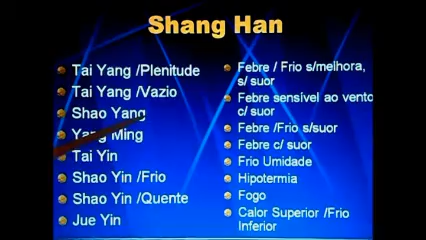 Shang Han
Tai Yang /Plenitude
Tai Yang /Vazio
Shao Yang
Yang Ming
Tai Yin
Shao Yin /Frio
Shao Yin /Quente
Jue Yin
Febre / Frio s/melhora,
s/ suor
Febre sensível ao vento
c/ suor
Febre /Frio s/suor
Febre c/ suor
Frio Umidade
Hipotermia
Fogo
Calor Superior /Frio
Inferior